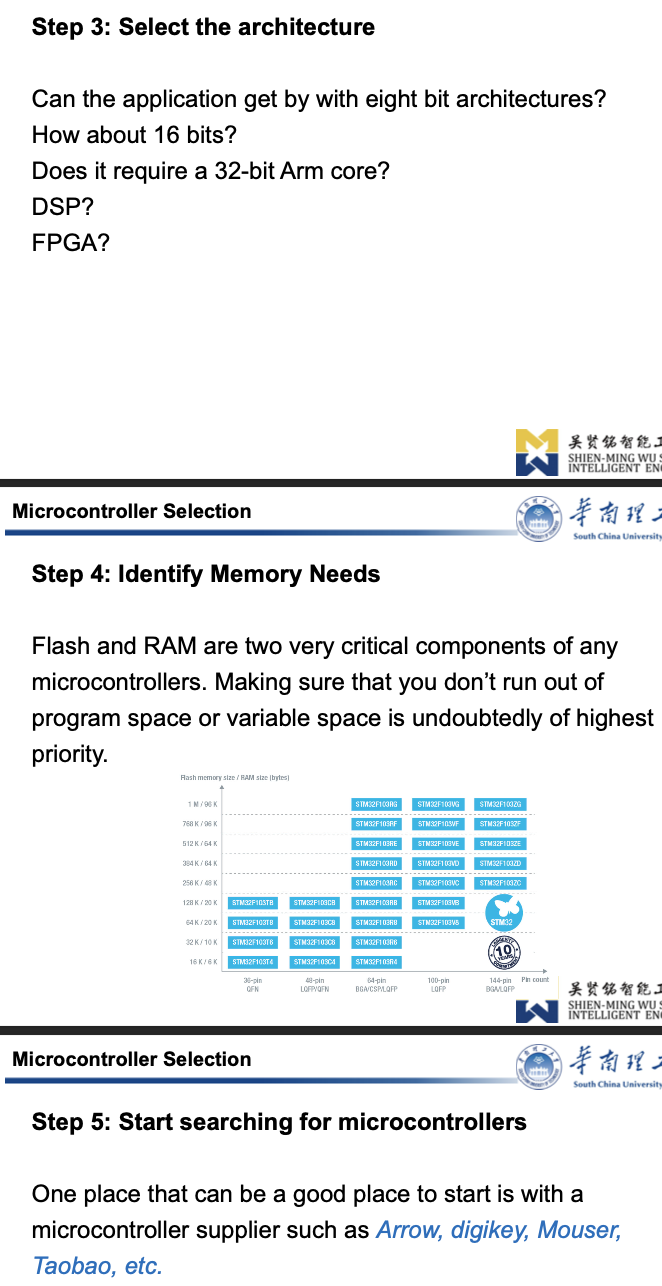 Step 3: Select the architecture
Can the application get by with eight bit architectures?
How about 16 bits?
Does it require a 32-bit Arm core?
DSP?
FPGA?
吴贤铭智能工
SHIEN-MING WU S
INTELLIGENT EN
Microcontroller Selection
华南理
South China University
Step 4: Identify Memory Needs
Flash and RAM are two very critical components of any
microcontrollers. Making sure that you don’t run out of
program space or variable space is undoubtedly of highest
priority.
Flash memory size / RAM size (bytes)
1 M / 96 K STM32F103RG STM32F103VG STM32F103ZG
768 K / 96 K STM32F103RF STM32F103VF STM32F103ZF
512 K / 64 K STM32F103RE STM32F103VE STM32F103ZE
384 K / 64 K STM32F103RD STM32F103VD STM32F103ZD
256 K / 48 K STM32F103RC STM32F103VC STM32F103ZC
128 K / 20 K STM32F103TB STM32F103CB STM32F103RB STM32F103VB
64 K / 20 K STM32F103T8 STM32F103C8 STM32F103R8 STM32F103V8
STM32
32 K / 10 K STM32F103T6 STM32F103C6 STM32F103R6
16 K / 6 K STM32F103T4 STM32F103C4 STM32F103R4
10
YEARS
36-pin 48-pin 64-pin 100-pin 144-pin Pin count
QFN LQFP/QFN BGA/CSP/LQFP LQFP BGA/LQFP
吴贤铭智能工
SHIEN-MING WU S
INTELLIGENT EN
Microcontroller Selection
华南理
South China University
Step 5: Start searching for microcontrollers
One place that can be a good place to start is with a
microcontroller supplier such as Arrow, digikey, Mouser,
Taobao, etc.